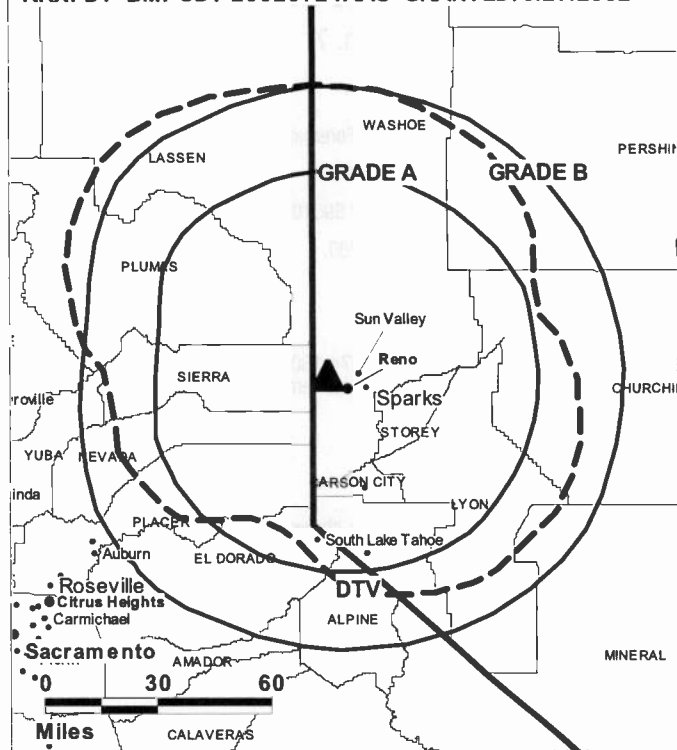 WASHOE
PERSHIN
LASSEN
GRADE A
GRADE B
PLUMAS
Sun Valley
Reno
SIERRA
Sparks
CHURCHI
roville
STOREY
YUBA
NEVADA
CARSON CITY
inda
LYON
PLACER
South Lake Tahoe
Auburn
EL DORADO
Roseville
DTV
Citrus Heights
Carmichael
ALPINE
Sacramento
AMADOR
MINERAL
0 30 60
Miles
CALAVERAS